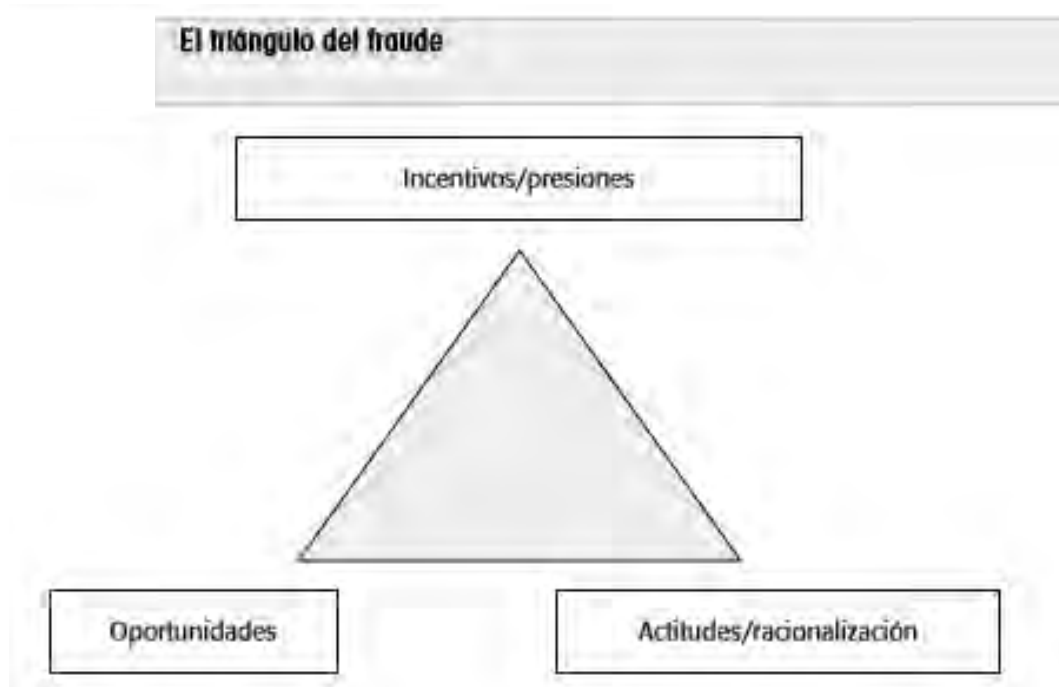 El triángulo del fraude
Incentivos/presiones
Oportunidades
Actitudes/racionalización